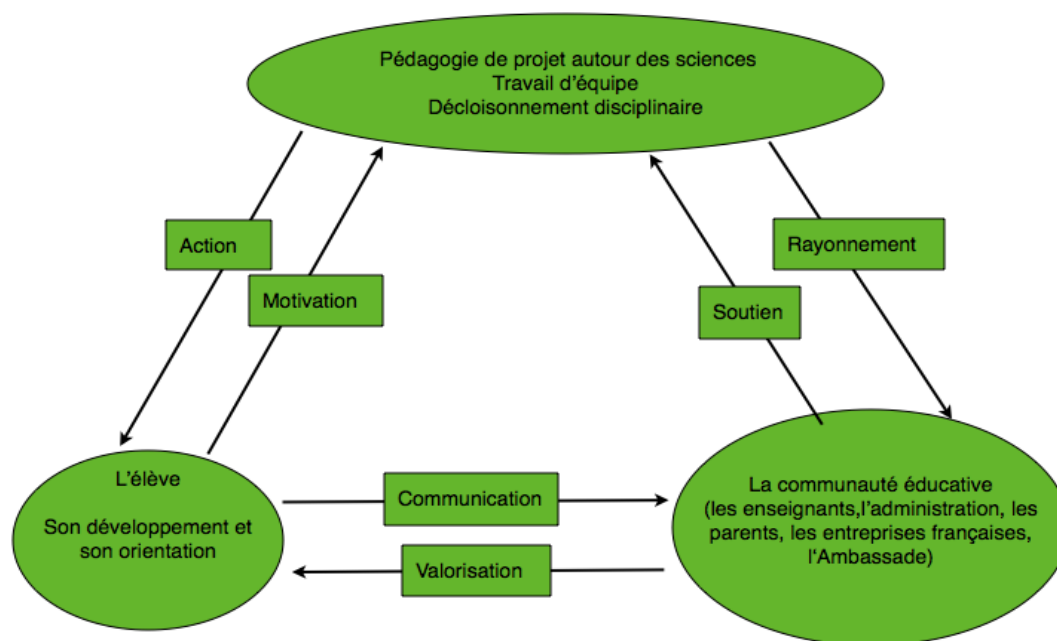 Pédagogie de projet autour des sciences
Travail d'équipe
Décloisonnement disciplinaire
Action
Rayonnement
Motivation
Soutien
L'élève
Son développement et
son orientation
Communication
Valorisation
La communauté éducative
(les enseignants,l'administration, les
parents, les entreprises françaises,
l'Ambassade)